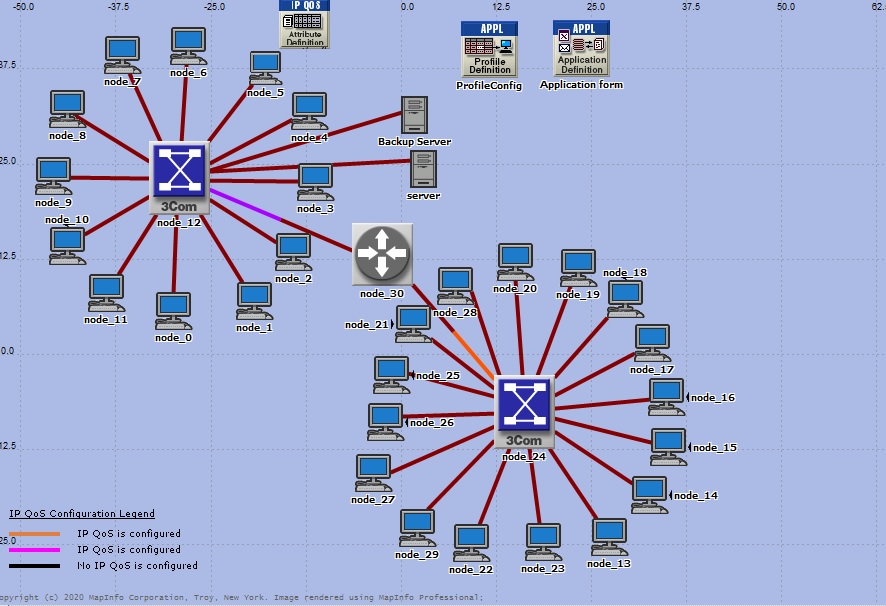 -50.0
-37.5
-25.0
0.0
12.5
25.0
37.5
50.0
62.
IP QOS
Attribute
Definition
APPL
Profile
Definition
ProfileConfig
APPL
Application
Definition
Application form
37.5
node_7
node_6
node_5
node_8
node_4
Backup Server
25.0
node_9
3Com
node_3
server
node_10
node_12
12.5
node_2
node_30
node_11
node_0
node_1
node_20
node_18
node_19
node_28
node_21
0.0
node_17
node_25
node_16
node_26
3Com
node_24
12.5
node_15
node_27
node_14
IP QoS Configuration Legend
IP QoS is configured
IP QoS is configured
No IP QoS is configured
25.0
node_29
node_22
node_23
node_13
opyright (c) 2020 MapInfo Corporation, Troy, New York. Image rendered using MapInfo Professional;